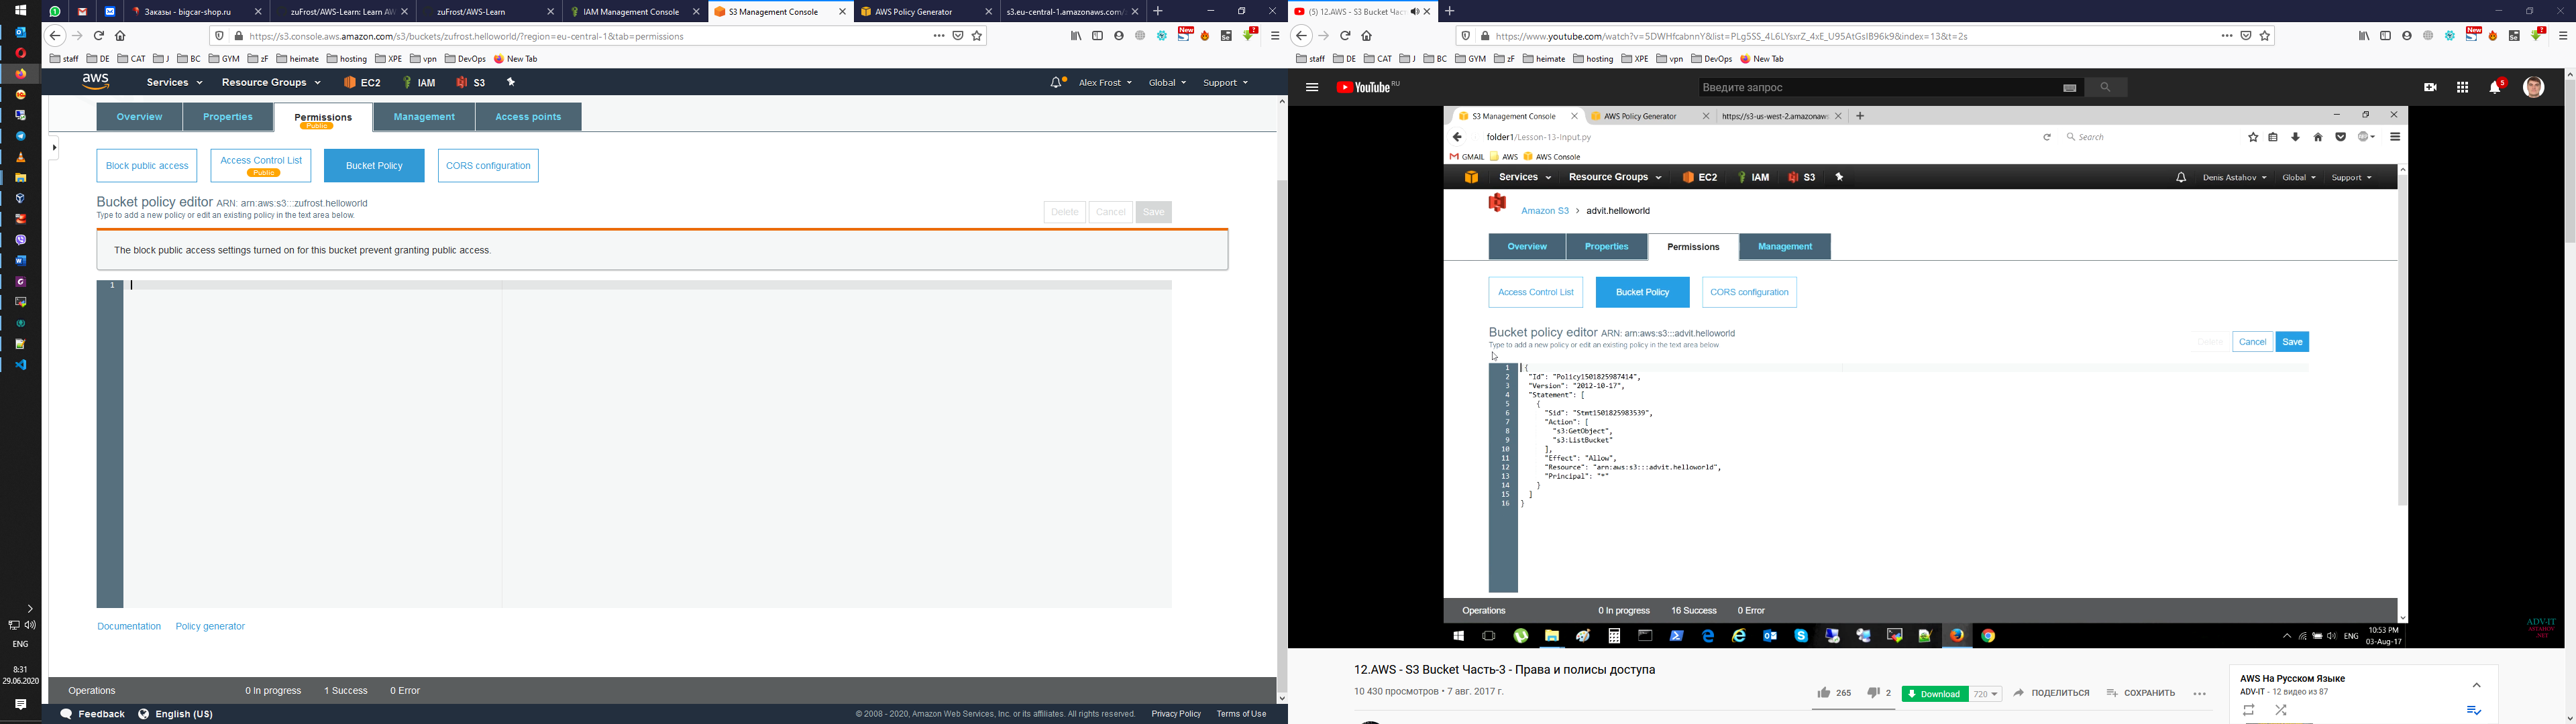 Заказы - bigcar-shop.ru
zuFrost/AWS-Learn: Learn AW
zuFrost/AWS-Learn
IAM Management Console
S3 Management Console
AWS Policy Generator
s3.eu-central-1.amazonaws.com/
https://s3.console.aws.amazon.com/s3/buckets/zufrost.helloworld/?region=eu-central-1&tab=permissions
staff DE CAT J BC GYM zF heimate hosting XPE vpn DevOps New Tab
aws Services Resource Groups EC2 IAM S3 Alex Frost Global Support
Overview Properties Permissions Management Access points
Public
Block public access
Access Control List
Public
Bucket Policy
CORS configuration
Bucket policy editor ARN: arn:aws:s3:::zufrost.helloworld
Type to add a new policy or edit an existing policy in the text area below.
Delete Cancel Save
The block public access settings turned on for this bucket prevent granting public access.
1
Documentation Policy generator
Operations 0 In progress 1 Success 0 Error
Feedback English (US)
© 2008 - 2020, Amazon Web Services, Inc. or its affiliates. All rights reserved. Privacy Policy Terms of Use
ENG
8:31
29.06.2020
(5) 12.AWS - S3 Bucket Част
https://www.youtube.com/watch?v=5DWHfcabnnY&list=PLg5SS_4L6LYsxrZ_4xE_U95AtGsIB96k9&index=13&t=2s
staff DE CAT J BC GYM zF heimate hosting XPE vpn DevOps New Tab
YouTube RU
Введите запрос
5
S3 Management Console
AWS Policy Generator
https://s3-us-west-2.amazonaws
folder1/Lesson-13-Input.py
Search
GMAIL AWS AWS Console
Services Resource Groups EC2 IAM S3 Denis Astahov Global Support
Amazon S3 > advit.helloworld
Overview Properties Permissions Management
Access Control List Bucket Policy CORS configuration
Bucket policy editor ARN: arn:aws:s3:::advit.helloworld
Type to add a new policy or edit an existing policy in the text area below
Delete Cancel Save
1 {
2 "Id": "Policy1501825987414",
3 "Version": "2012-10-17",
4 "Statement": [
5 {
6 "Sid": "Stmt1501825983539",
7 "Action": [
8 "s3:GetObject",
9 "s3:ListBucket"
10 ],
11 "Effect": "Allow",
12 "Resource": "arn:aws:s3:::advit.helloworld",
13 "Principal": "*"
14 }
15 ]
16 }
Operations 0 In progress 16 Success 0 Error
ENG
10:53 PM
03-Aug-17
ADV-IT
ASTAHOV
.NET
12.AWS - S3 Bucket Часть-3 - Права и полисы доступа
10 430 просмотров • 7 авг. 2017 г.
265 2 Download 720 ПОДЕЛИТЬСЯ СОХРАНИТЬ
AWS На Русском Языке
ADV-IT - 12 видео из 87